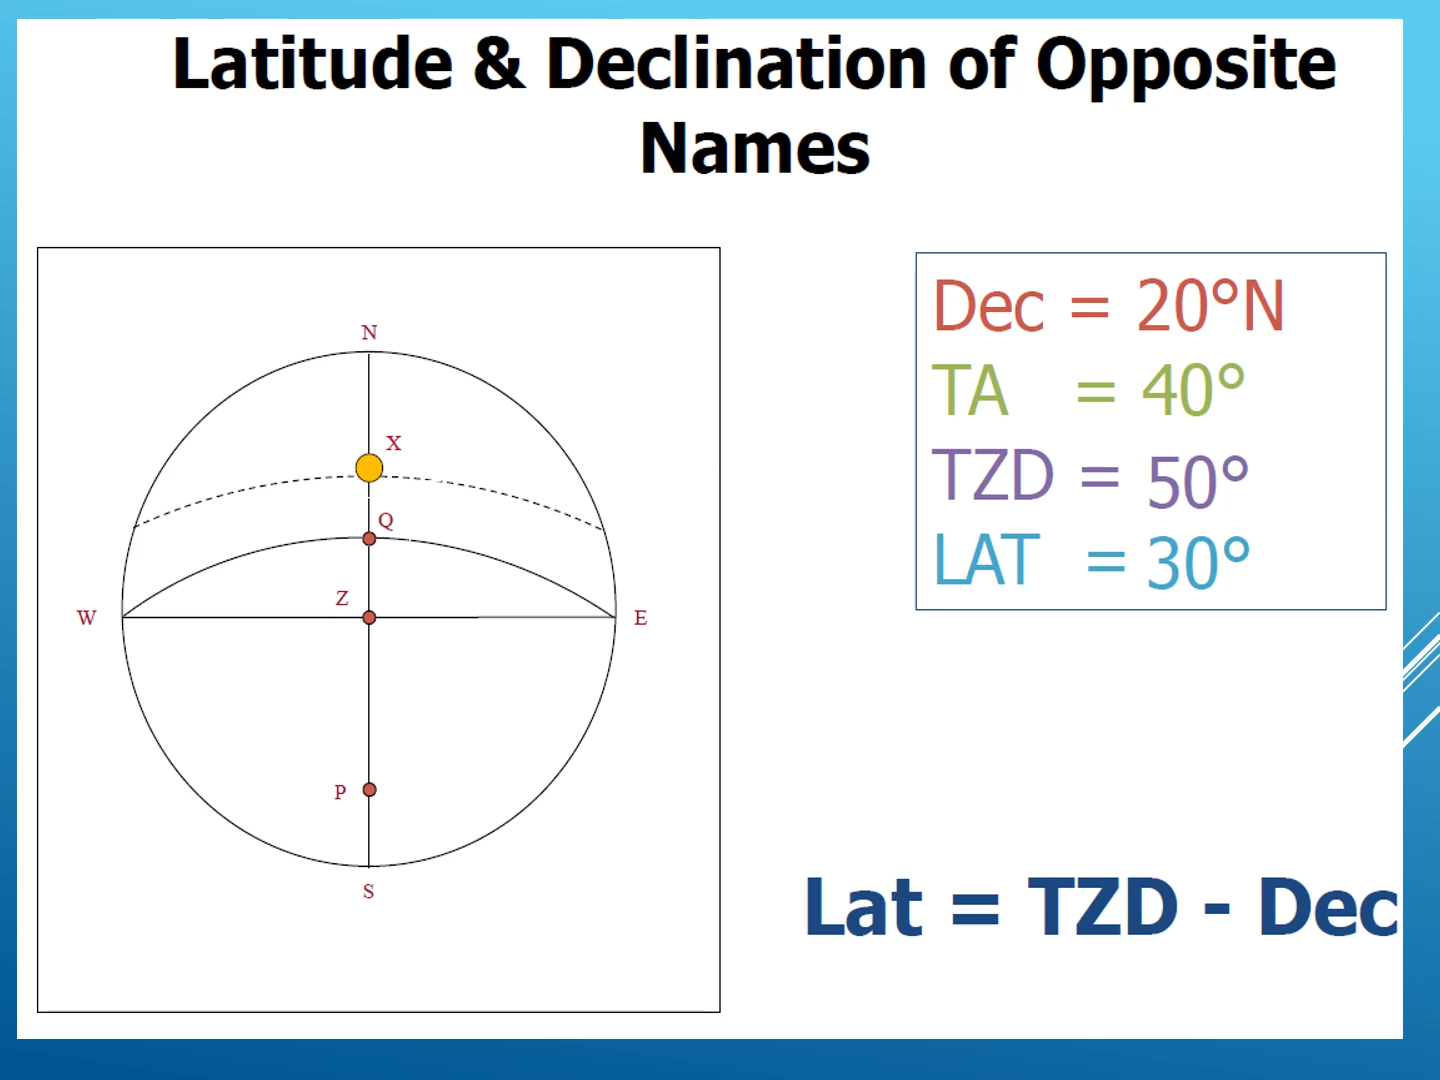 Latitude & Declination of Opposite
Names
N
X
Q
Z
W
E
P
S
Dec = 20°N
TA = 40°
TZD = 50°
LAT = 30°
Lat = TZD - Dec